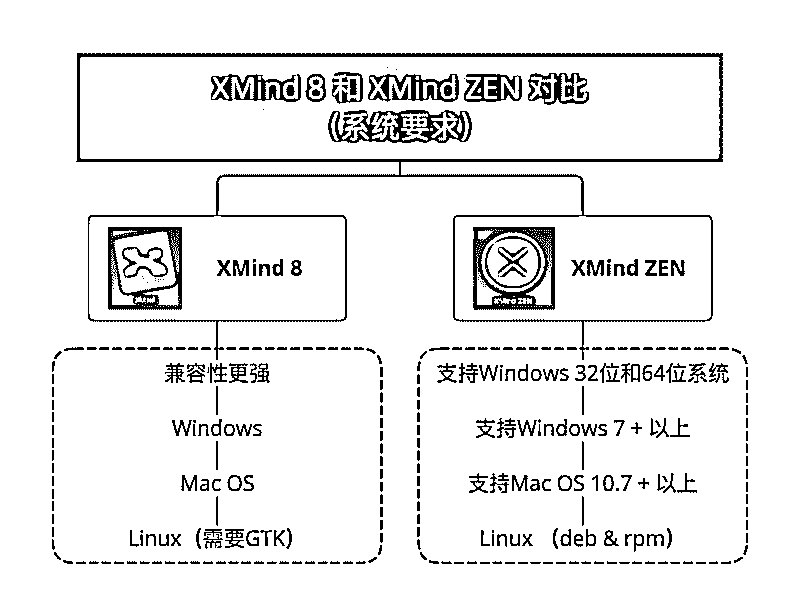 XMind 8 和 XMind ZEN 对比
(系统要求)
XMind 8
XMind ZEN
兼容性更强
Windows
Mac OS
Linux（需要GTK）
支持Windows 32位和64位系统
支持Windows 7 + 以上
支持Mac OS 10.7 + 以上
Linux （deb & rpm）